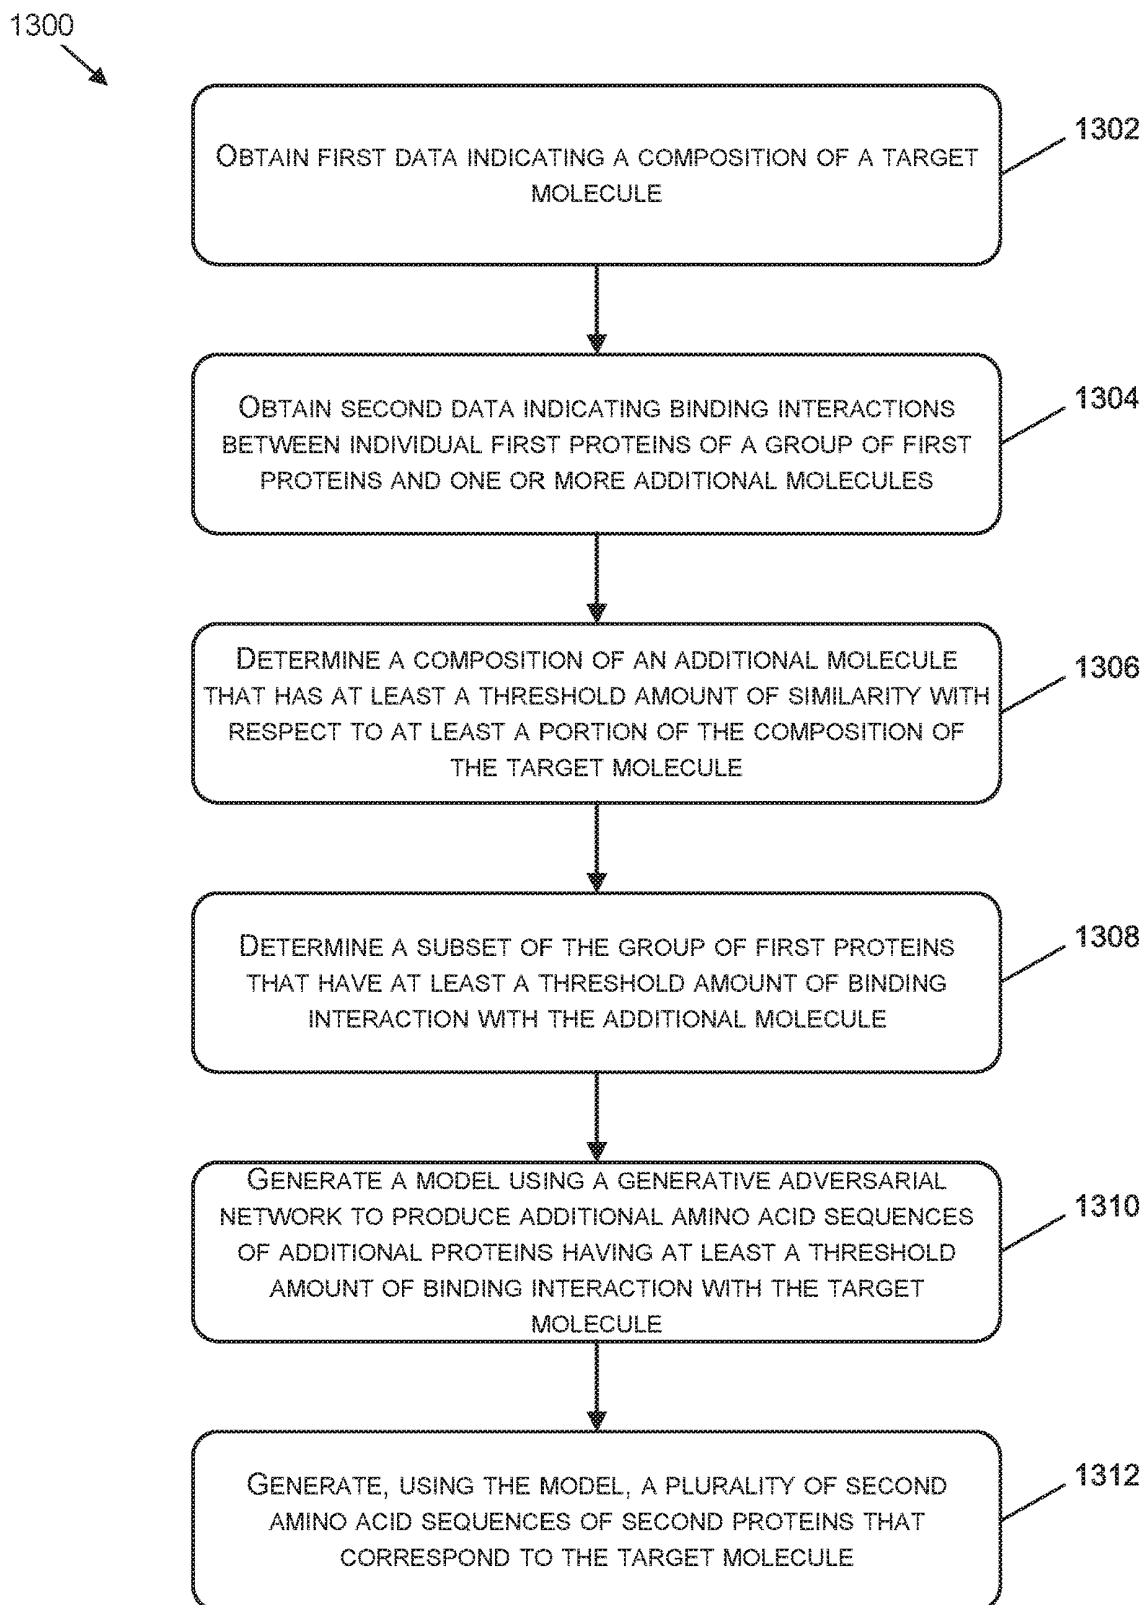 1300
OBTAIN FIRST DATA INDICATING A COMPOSITION OF A TARGET
MOLECULE
1302
OBTAIN SECOND DATA INDICATING BINDING INTERACTIONS
BETWEEN INDIVIDUAL FIRST PROTEINS OF A GROUP OF FIRST
PROTEINS AND ONE OR MORE ADDITIONAL MOLECULES
1304
DETERMINE A COMPOSITION OF AN ADDITIONAL MOLECULE
THAT HAS AT LEAST A THRESHOLD AMOUNT OF SIMILARITY WITH
RESPECT TO AT LEAST A PORTION OF THE COMPOSITION OF
THE TARGET MOLECULE
1306
DETERMINE A SUBSET OF THE GROUP OF FIRST PROTEINS
THAT HAVE AT LEAST A THRESHOLD AMOUNT OF BINDING
INTERACTION WITH THE ADDITIONAL MOLECULE
1308
GENERATE A MODEL USING A GENERATIVE ADVERSARIAL
NETWORK TO PRODUCE ADDITIONAL AMINO ACID SEQUENCES
OF ADDITIONAL PROTEINS HAVING AT LEAST A THRESHOLD
AMOUNT OF BINDING INTERACTION WITH THE TARGET
MOLECULE
1310
GENERATE, USING THE MODEL, A PLURALITY OF SECOND
AMINO ACID SEQUENCES OF SECOND PROTEINS THAT
CORRESPOND TO THE TARGET MOLECULE
1312